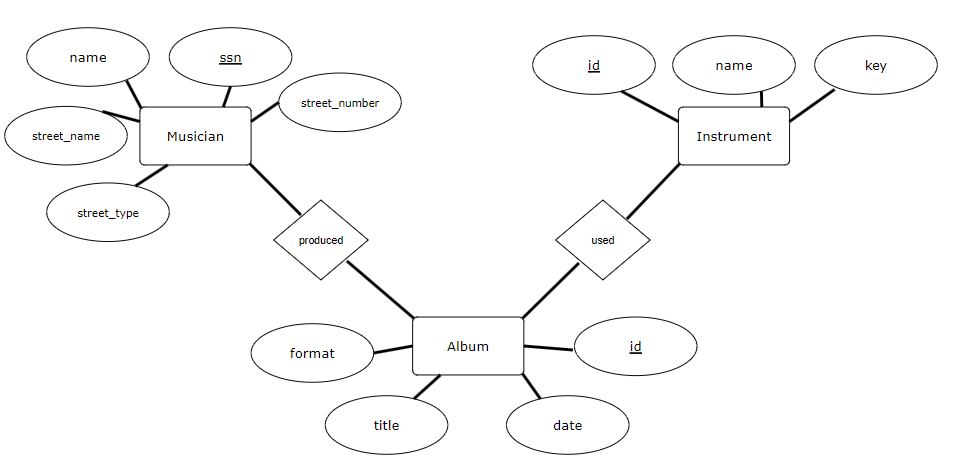 name
ssn
street_number
street_name
Musician
street_type
id
name
key
Instrument
produced
used
format
Album
id
title
date